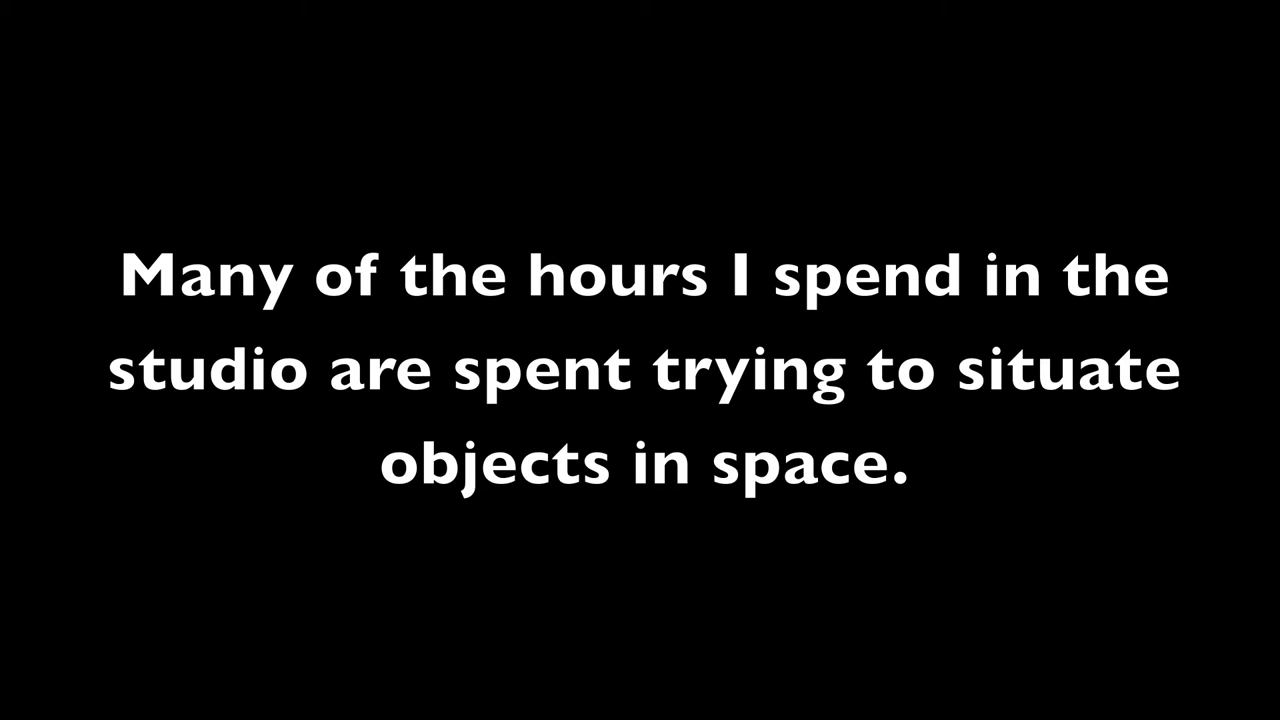 Many of the hours I spend in the
studio are spent trying to situate
objects in space.